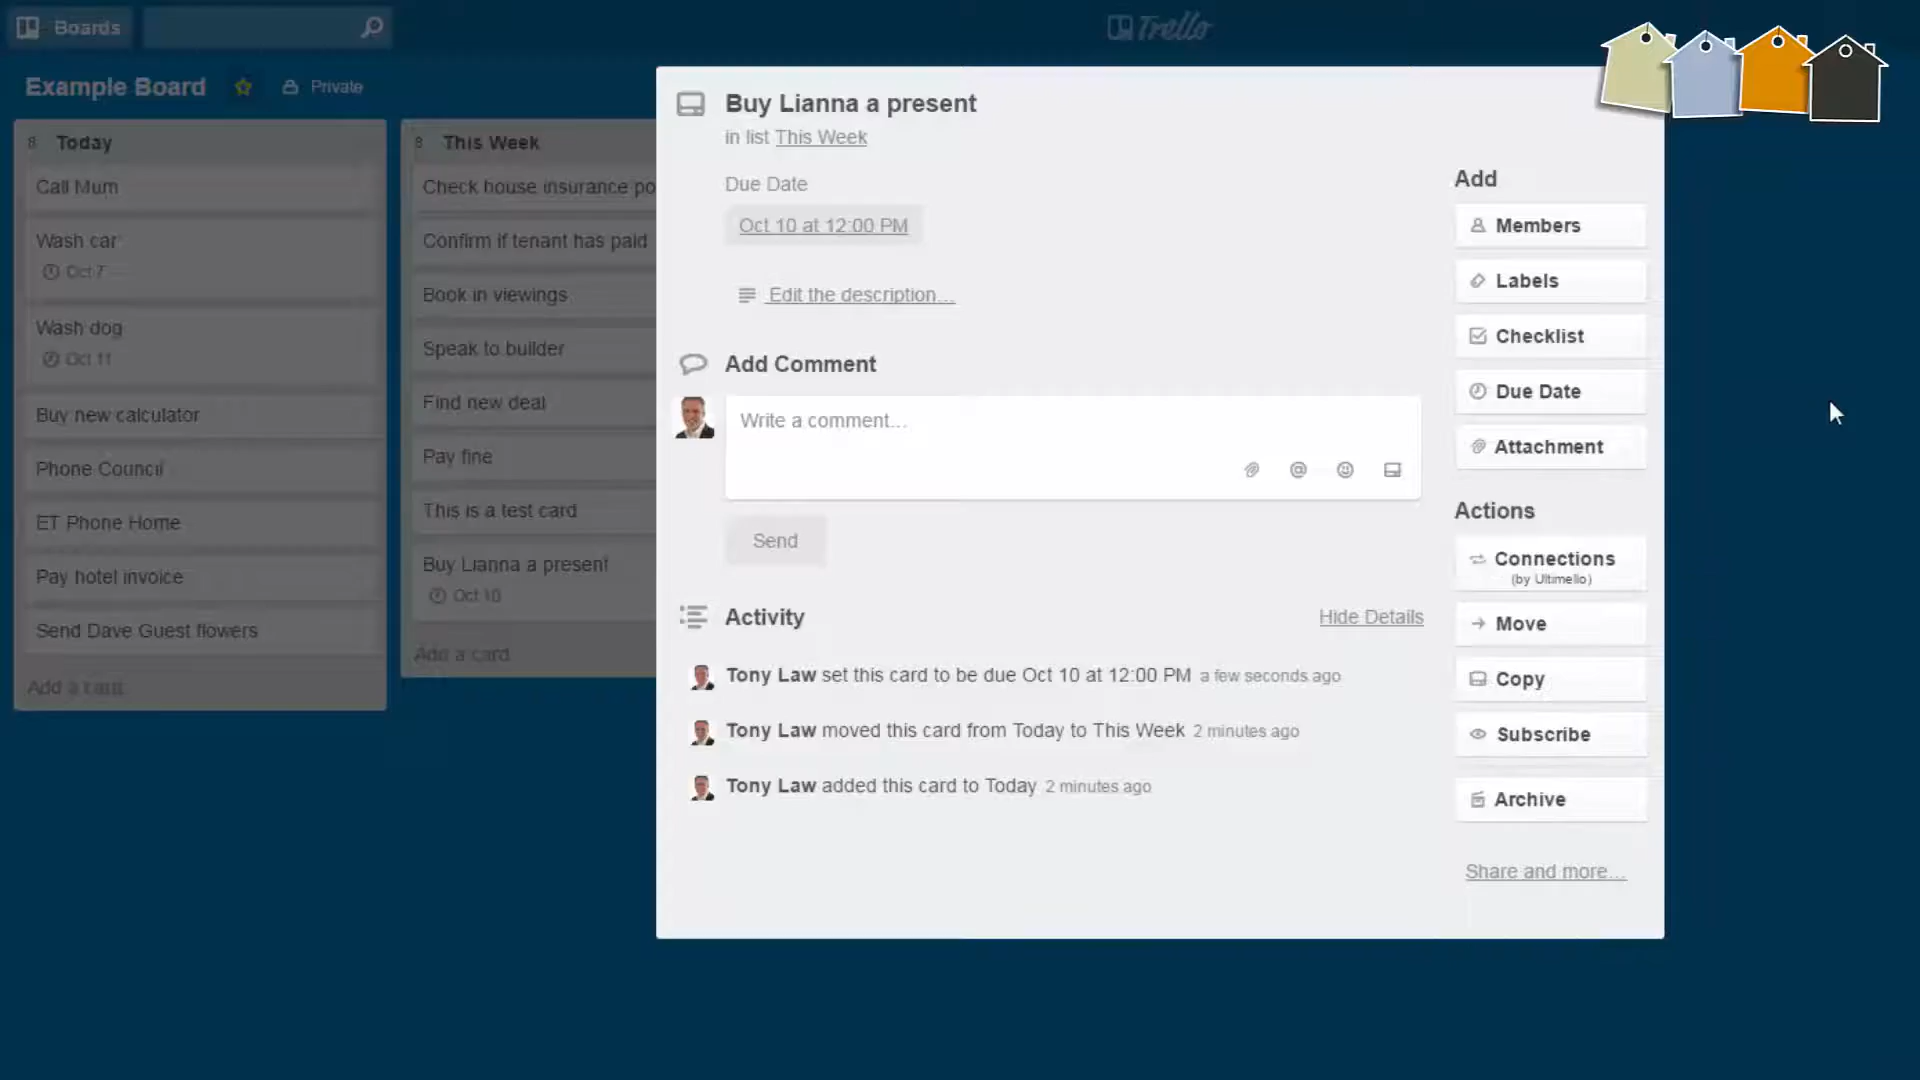 Boards
Trello
Example Board
Private
8 Today
Call Mum
Wash car
Oct 7
Wash dog
Oct 11
Buy new calculator
Phone Council
ET Phone Home
Pay hotel invoice
Send Dave Guest flowers
Add a card
8 This Week
Check house insurance po
Confirm if tenant has paid
Book in viewings
Speak to builder
Find new deal
Pay fine
This is a test card
Buy Lianna a present
Oct 10
Add a card
Buy Lianna a present
in list This Week
Due Date
Oct 10 at 12:00 PM
Edit the description...
Add Comment
Write a comment...
Send
Activity
Hide Details
Tony Law set this card to be due Oct 10 at 12:00 PM a few seconds ago
Tony Law moved this card from Today to This Week 2 minutes ago
Tony Law added this card to Today 2 minutes ago
Add
Members
Labels
Checklist
Due Date
Attachment
Actions
Connections
(by Ultimello)
Move
Copy
Subscribe
Archive
Share and more...